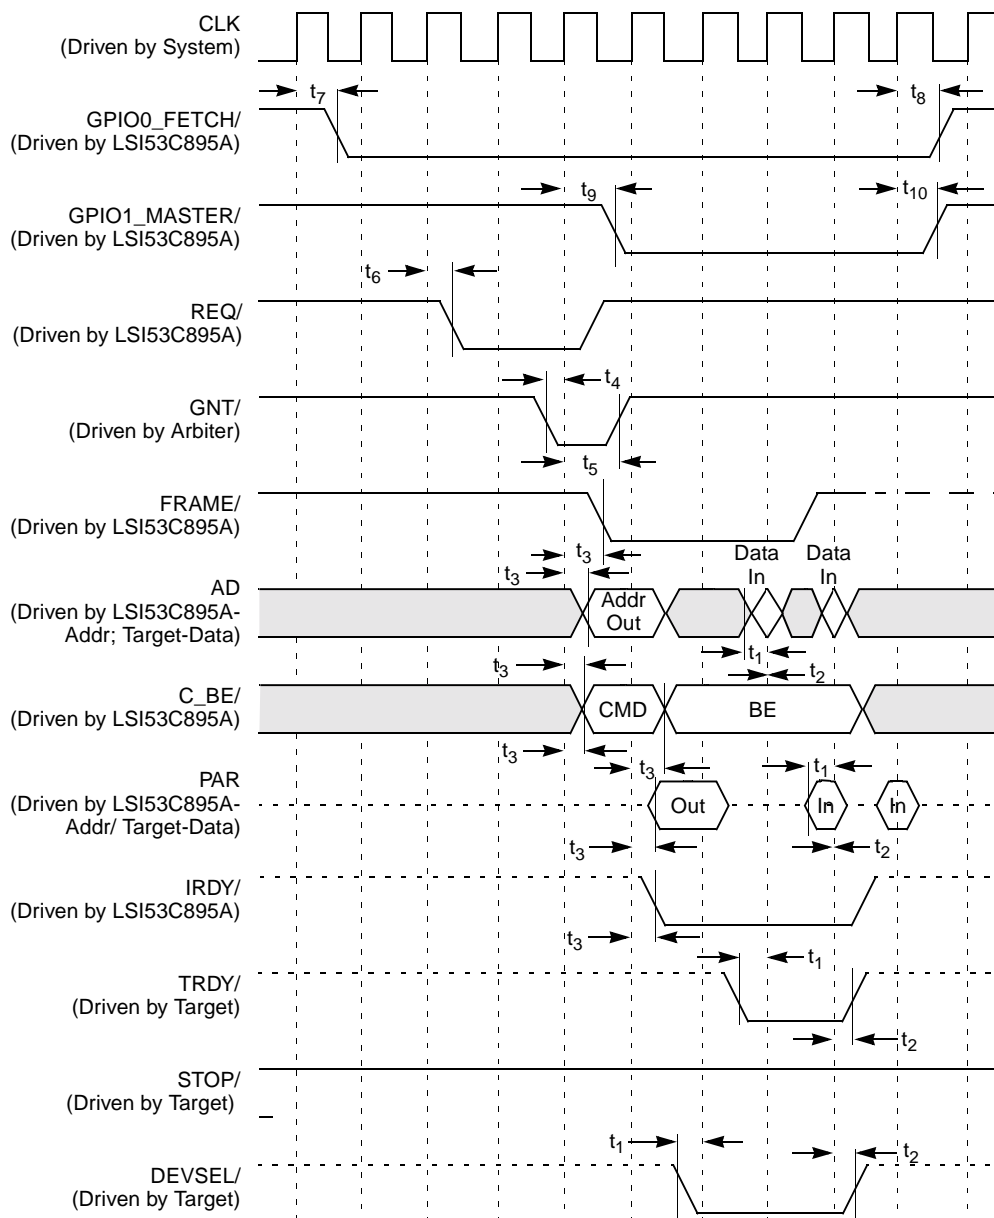 CLK
(Driven by System)
t7
t8
GPIO0_FETCH/
(Driven by LSI53C895A)
t9
t10
GPIO1_MASTER/
(Driven by LSI53C895A)
t6
REQ/
(Driven by LSI53C895A)
t4
GNT/
(Driven by Arbiter)
t5
FRAME/
(Driven by LSI53C895A)
t3
Data
In
Data
In
t3
AD
(Driven by LSI53C895A-
Addr; Target-Data)
Addr
Out
t1
t3
t2
C_BE/
(Driven by LSI53C895A)
CMD
BE
t3
t3
t1
PAR
(Driven by LSI53C895A-
Addr/ Target-Data)
Out
In
In
t3
t2
IRDY/
(Driven by LSI53C895A)
t3
t1
TRDY/
(Driven by Target)
t2
STOP/
(Driven by Target)
t1
t2
DEVSEL/
(Driven by Target)